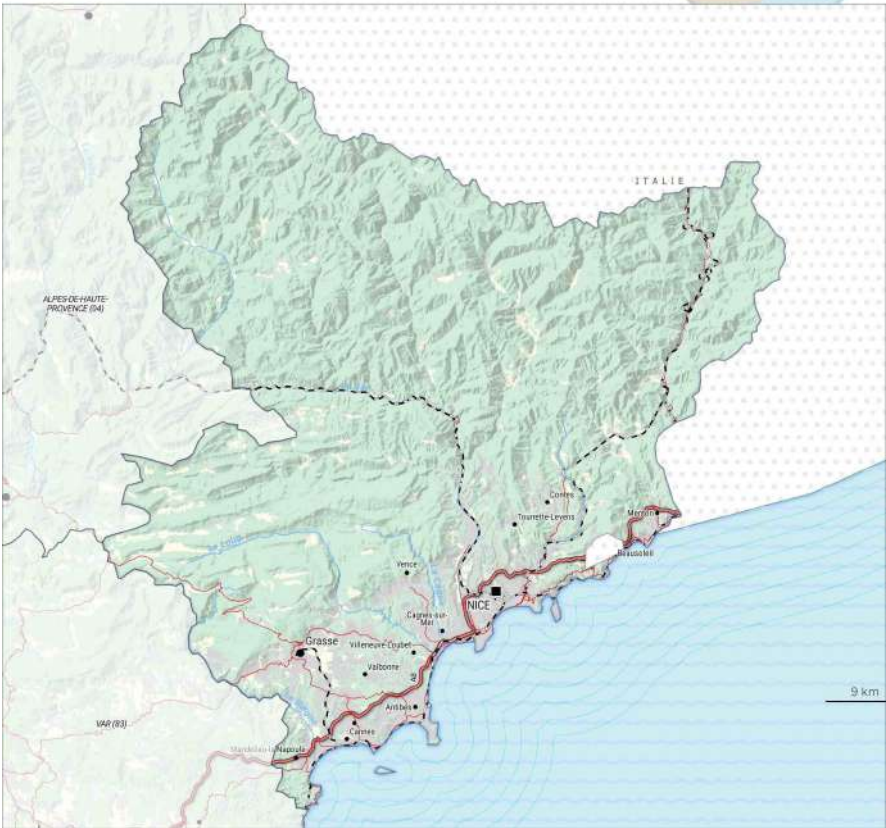 ITALIE
ALPES-DE-HAUTE-
PROVENCE (04)
Contes
Tourrette-Levens
Menton
Beausoleil
Vence
NICE
Cagnes-sur-
Mer
Grasse
Villeneuve-Loubet
Valbonne
A8
Antibes
9 km
VAR (83)
Cannes
Mandelieu-la-Napoule